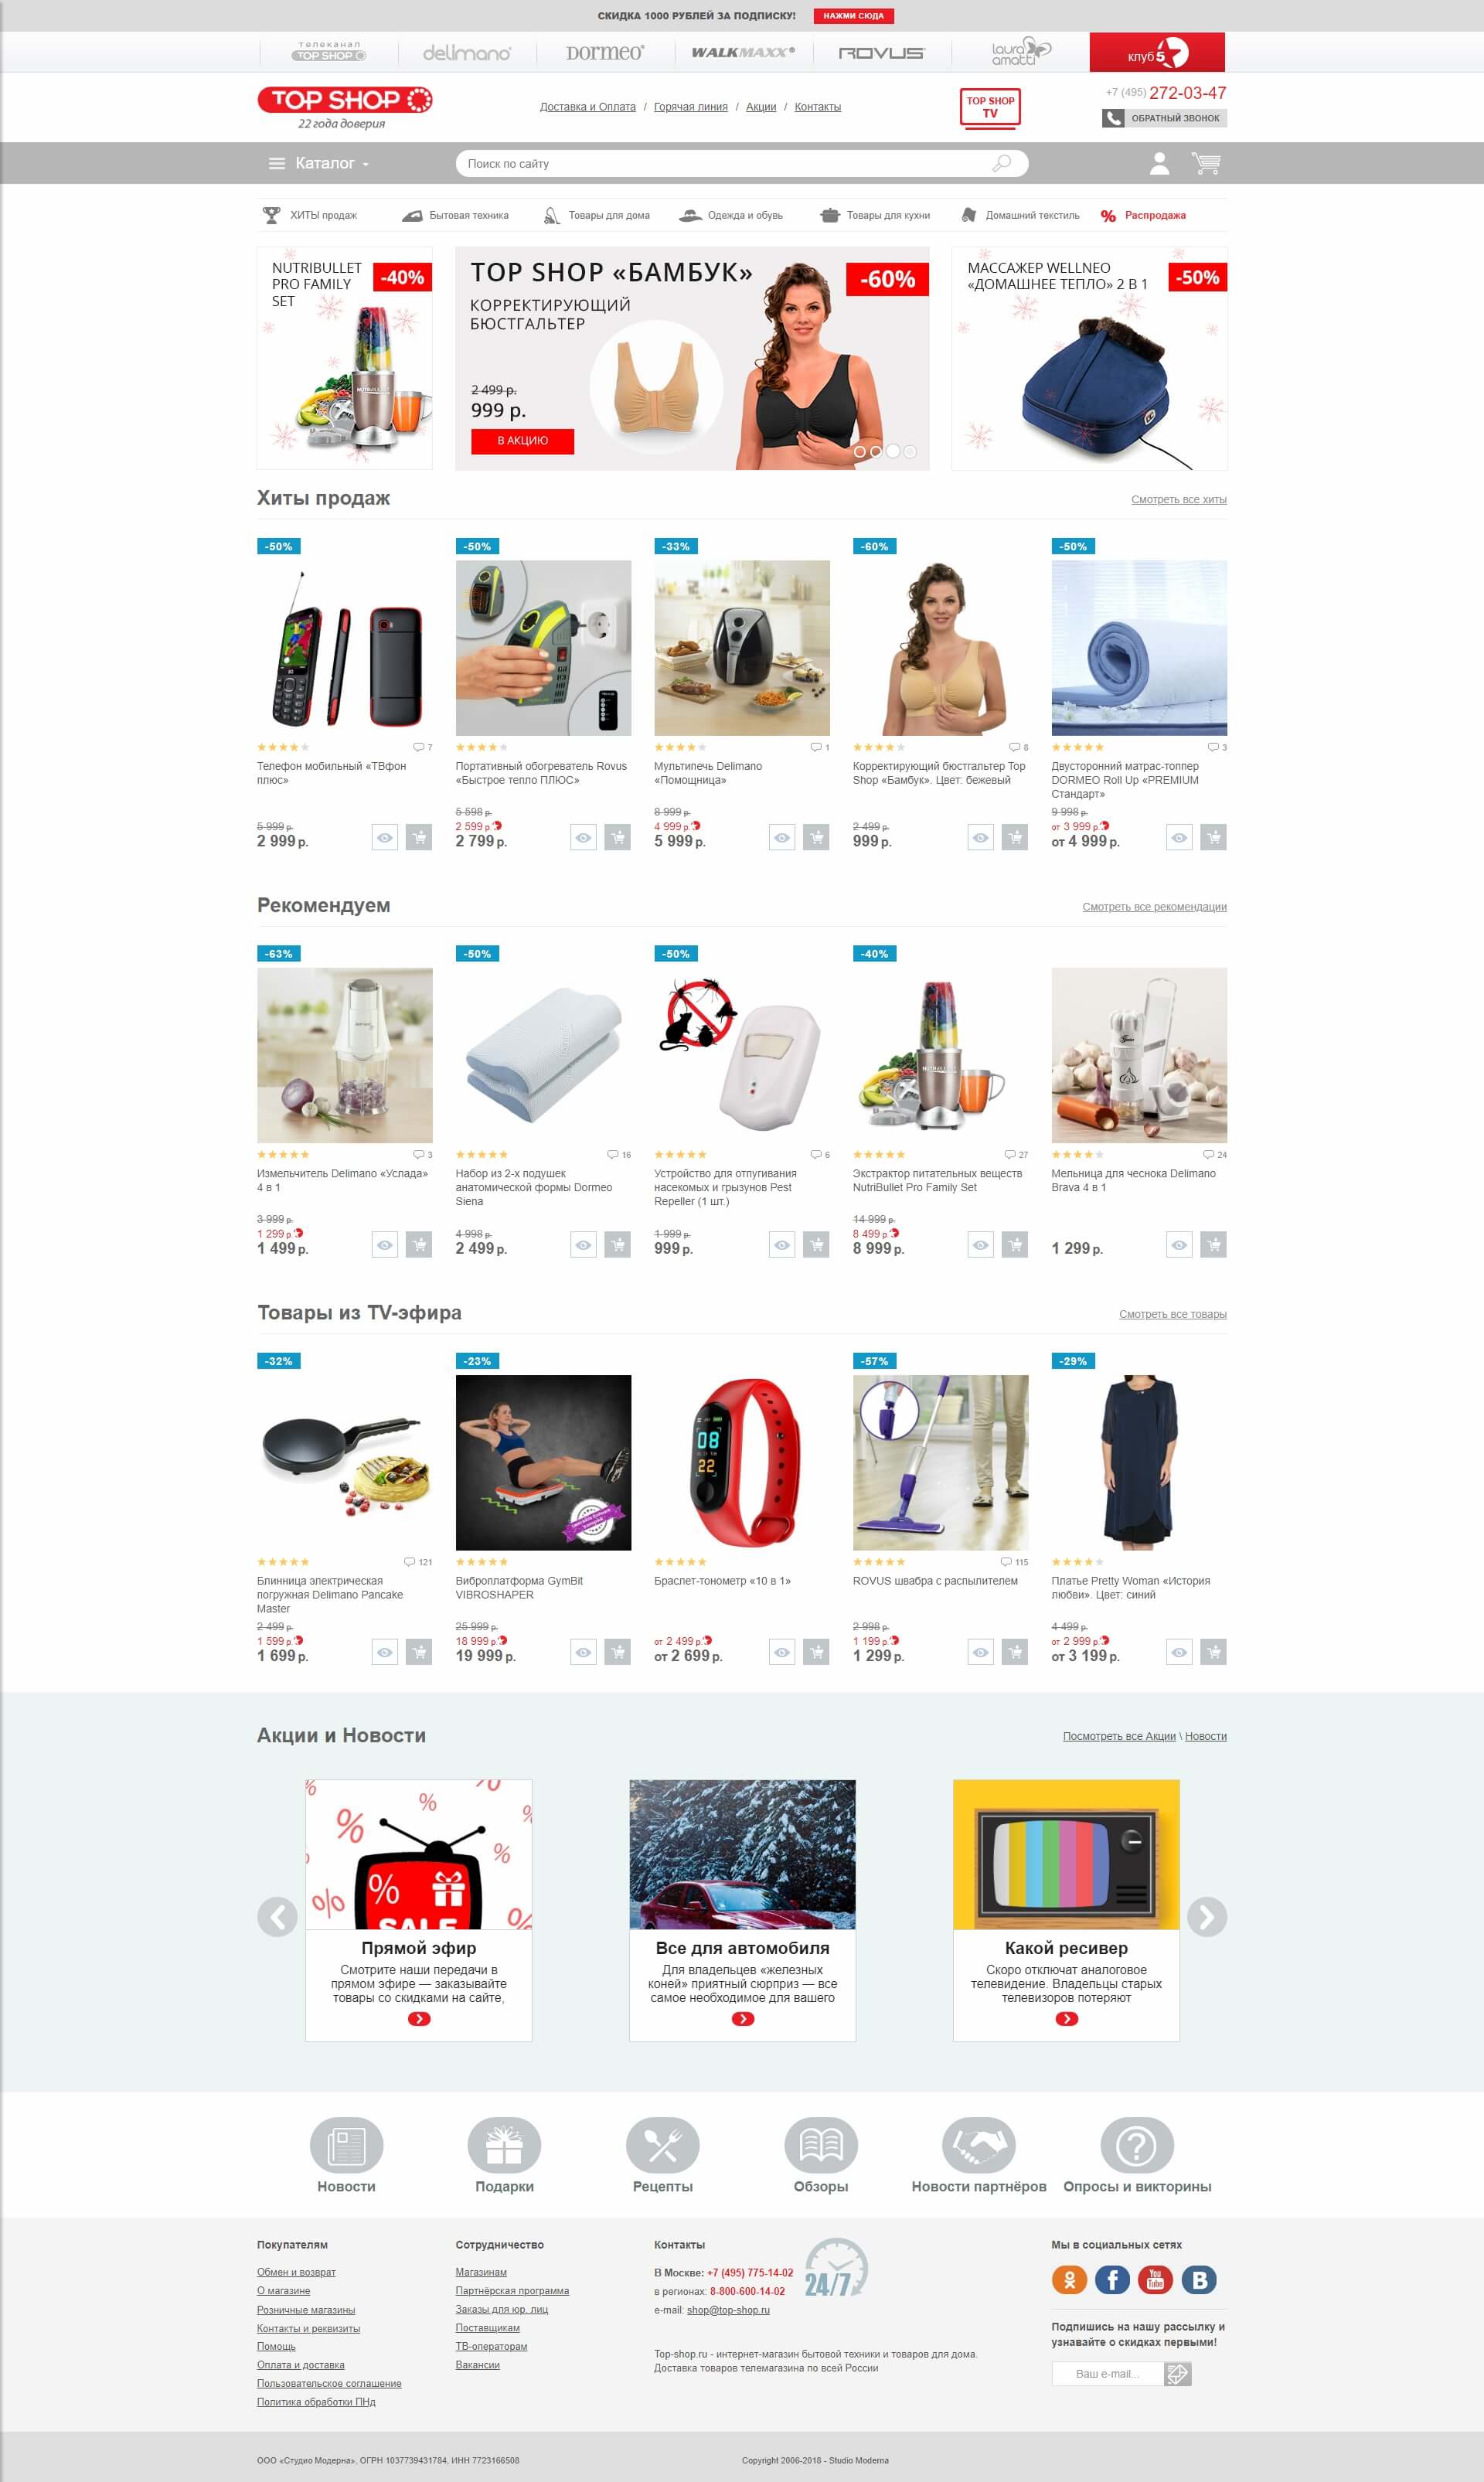 СКИДКА 1000 РУБЛЕЙ ЗА ПОДПИСКУ! НАЖМИ СЮДА
телеканал
TOP SHOP
delimano
DORMEO
WALKMAXX
ROVUS
laura
amatti
клуб 5
TOP SHOP
22 года доверия
Доставка и Оплата / Горячая линия / Акции / Контакты
TOP SHOP
TV
+7 (495) 272-03-47
ОБРАТНЫЙ ЗВОНОК
Каталог
Поиск по сайту
ХИТЫ продаж
Бытовая техника
Товары для дома
Одежда и обувь
Товары для кухни
Домашний текстиль
% Распродажа
NUTRIBULLET
PRO FAMILY
SET
-40%
TOP SHOP «БАМБУК»
КОРРЕКТИРУЮЩИЙ
БЮСТГАЛЬТЕР
-60%
2 499 р.
999 р.
В АКЦИЮ
МАССАЖЕР WELLNEO
«ДОМАШНЕЕ ТЕПЛО» 2 В 1
-50%
Хиты продаж
Смотреть все хиты
-50%
7
Телефон мобильный «ТВфон
плюс»
5 999 р.
2 999 р.
-50%
Портативный обогреватель Rovus
«Быстрое тепло ПЛЮС»
5 598 р.
2 599 р.
2 799 р.
-33%
1
Мультипечь Delimano
«Помощница»
8 999 р.
4 999 р.
5 999 р.
-60%
8
Корректирующий бюстгальтер Top
Shop «Бамбук». Цвет: бежевый
2 499 р.
999 р.
-50%
3
Двусторонний матрас-топпер
DORMEO Roll Up «PREMIUM
Стандарт»
9 998 р.
от 3 999 р.
от 4 999 р.
Рекомендуем
Смотреть все рекомендации
-63%
3
Измельчитель Delimano «Услада»
4 в 1
3 999 р.
1 299 р.
1 499 р.
-50%
16
Набор из 2-х подушек
анатомической формы Dormeo
Siena
4 998 р.
2 499 р.
-50%
6
Устройство для отпугивания
насекомых и грызунов Pest
Repeller (1 шт.)
1 999 р.
999 р.
-40%
27
Экстрактор питательных веществ
NutriBullet Pro Family Set
14 999 р.
8 499 р.
8 999 р.
24
Мельница для чеснока Delimano
Brava 4 в 1
1 299 р.
Товары из TV-эфира
Смотреть все товары
-32%
121
Блинница электрическая
погружная Delimano Pancake
Master
2 499 р.
1 599 р.
1 699 р.
-23%
Виброплатформа GymBit
VIBROSHAPER
25 999 р.
18 999 р.
19 999 р.
08
22
Браслет-тонометр «10 в 1»
от 2 499 р.
от 2 699 р.
-57%
115
ROVUS швабра с распылителем
2 998 р.
1 199 р.
1 299 р.
-29%
Платье Pretty Woman «История
любви». Цвет: синий
4 499 р.
от 2 999 р.
от 3 199 р.
Акции и Новости
Посмотреть все Акции \ Новости
%
SALE
Прямой эфир
Смотрите наши передачи в
прямом эфире — заказывайте
товары со скидками на сайте,
Все для автомобиля
Для владельцев «железных
коней» приятный сюрприз — все
самое необходимое для вашего
Какой ресивер
Скоро отключат аналоговое
телевидение. Владельцы старых
телевизоров потеряют
Новости
Подарки
Рецепты
Обзоры
Новости партнёров
Опросы и викторины
Покупателям
Обмен и возврат
О магазине
Розничные магазины
Контакты и реквизиты
Помощь
Оплата и доставка
Пользовательское соглашение
Политика обработки ПНд
Сотрудничество
Магазинам
Партнёрская программа
Заказы для юр. лиц
Поставщикам
ТВ-операторам
Вакансии
Контакты
В Москве: +7 (495) 775-14-02
в регионах: 8-800-600-14-02
e-mail: shop@top-shop.ru
24/7
Top-shop.ru - интернет-магазин бытовой техники и товаров для дома.
Доставка товаров телемагазина по всей России
Мы в социальных сетях
You
Tube
Подпишись на нашу рассылку и
узнавайте о скидках первыми!
Ваш e-mail...
ООО «Студио Модерна», ОГРН 1037739431784, ИНН 7723166508
Copyright 2006-2018 - Studio Moderna